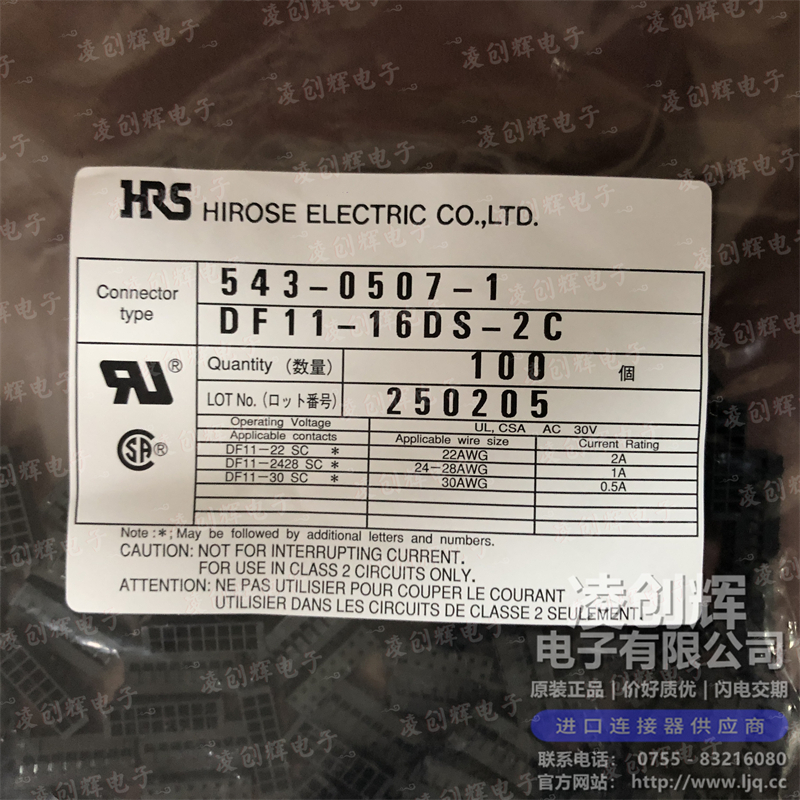 HRS HIROSE ELECTRIC CO.,LTD.
Connector type
543-0507-1
DF11-16DS-2C
Quantity (数量) 100 個
LOT No. (ロット番号) 250205
Operating Voltage UL, CSA AC 30V
Applicable contacts Applicable wire size Current Rating
DF11-22 SC * 22AWG 2A
DF11-2428 SC * 24-28AWG 1A
DF11-30 SC * 30AWG 0.5A
Note : * ; May be followed by additional letters and numbers.
CAUTION: NOT FOR INTERRUPTING CURRENT.
FOR USE IN CLASS 2 CIRCUITS ONLY.
ATTENTION: NE PAS UTILISER POUR COUPER LE COURANT
UTILISER DANS LES CIRCUITS DE CLASSE 2 SEULEMENT.
凌创辉
电子有限公司
原装正品 | 价好质优 | 闪电交期
进口连接器供应商
联系电话: 0755 - 83216080
官方网站: http://www.ljq.cc
凌创辉电子